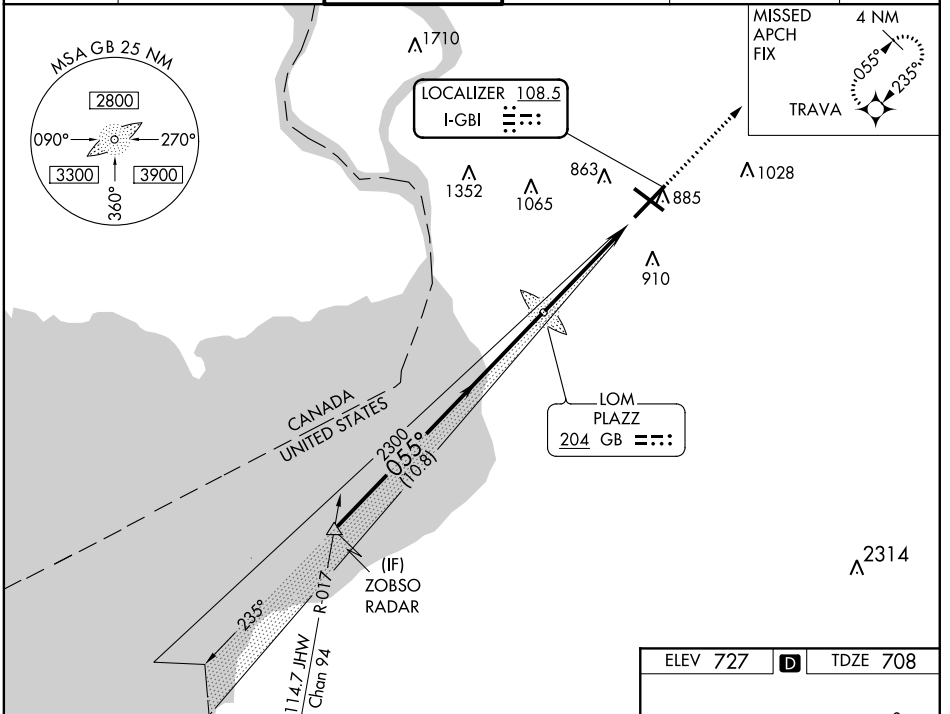 MSA GB 25 NM
2800
090°
270°
3300
3900
360°
1710
LOCALIZER 108.5
I-GBI
MISSED
APCH
FIX
4 NM
055°
235°
TRAVA
1352
1065
863
885
1028
910
LOM
PLAZZ
204 GB
CANADA
UNITED STATES
2300
055°
(10.8)
(IF)
ZOBSO
RADAR
235°
R-017
114.7 JHW
Chan 94
2314
ELEV 727
D
TDZE 708